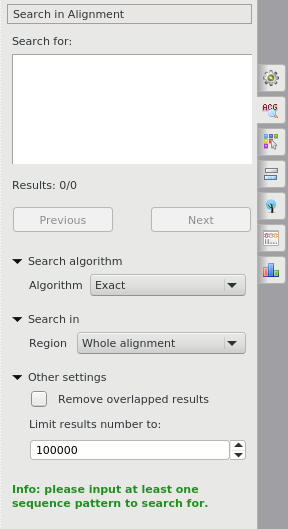 Search in Alignment
Search for:
ACG
Results: 0/0
Previous
Next
Search algorithm
Algorithm Exact
Search in
Region Whole alignment
Other settings
Remove overlapped results
Limit results number to:
100000
Info: please input at least one
sequence pattern to search for.